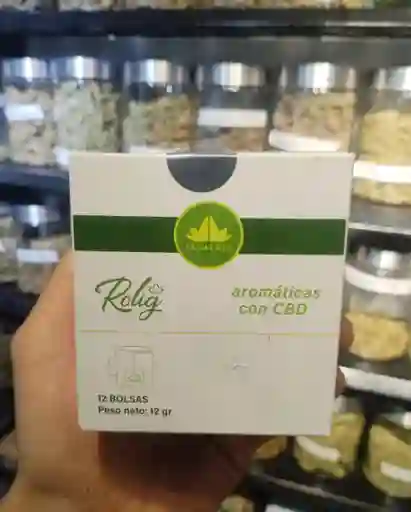 Rolig
aromáticas
con CBD
12 BOLSAS
Peso neto: 12 gr